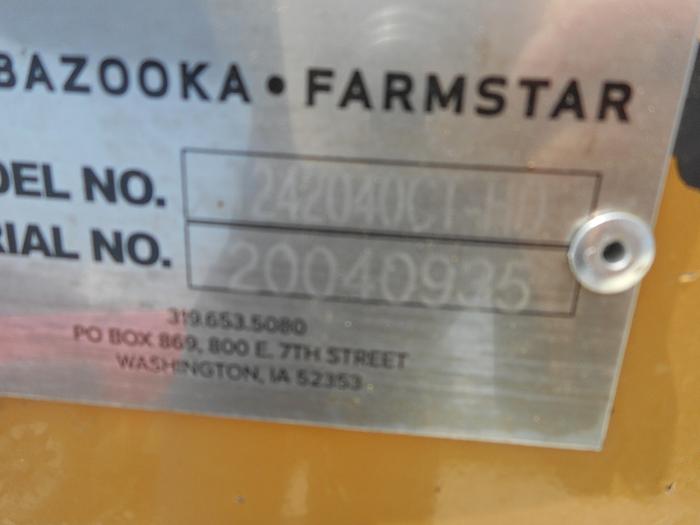 BAZOOKA • FARMSTAR
DEL NO. 242040CT-HD
RIAL NO. 20040935
319.653.5080
PO BOX 869, 800 E. 7TH STREET
WASHINGTON, IA 52353